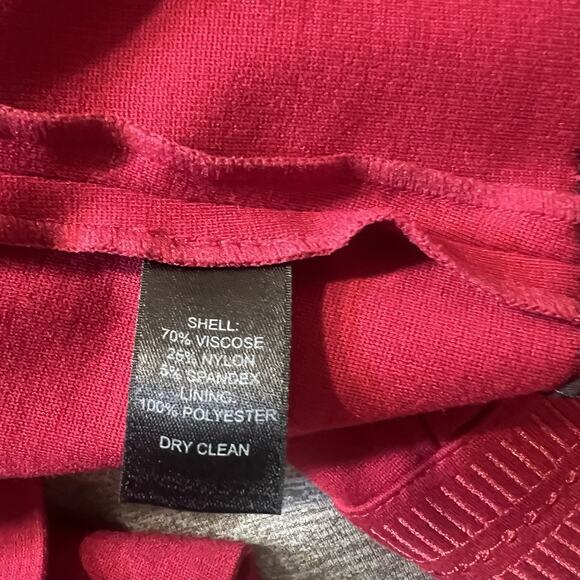 SHELL:
70% VISCOSE
25% NYLON
5% SPANDEX
LINING:
100% POLYESTER
DRY CLEAN